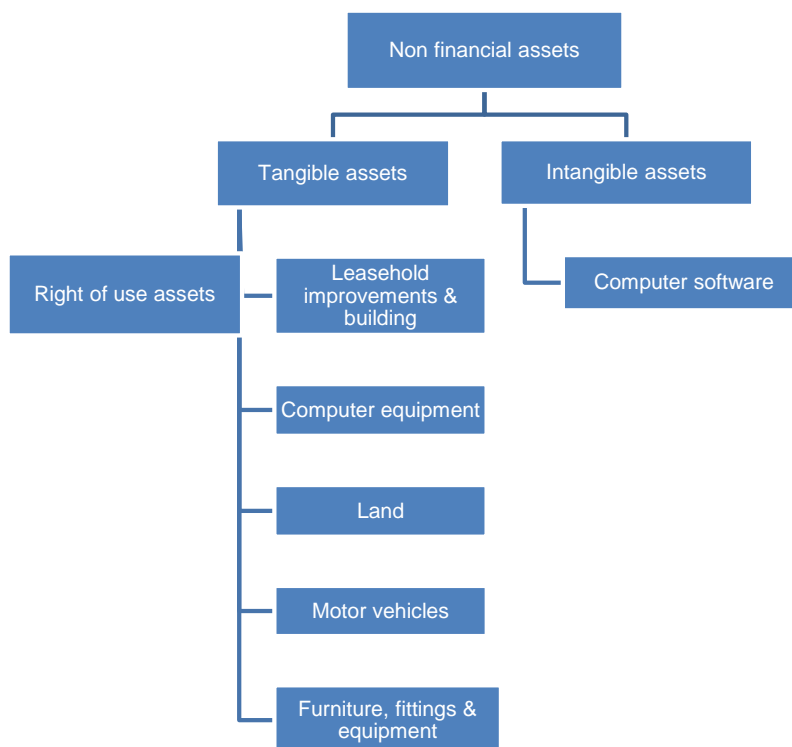 Non financial assets
Tangible assets
Intangible assets
Right of use assets
Leasehold
improvements &
building
Computer software
Computer equipment
Land
Motor vehicles
Furniture, fittings &
equipment